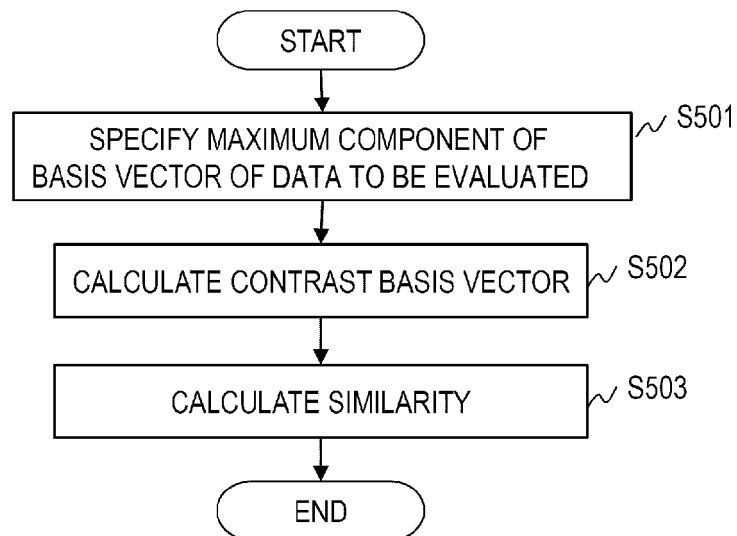 START
SPECIFY MAXIMUM COMPONENT OF
BASIS VECTOR OF DATA TO BE EVALUATED
S501
CALCULATE CONTRAST BASIS VECTOR
S502
CALCULATE SIMILARITY
S503
END